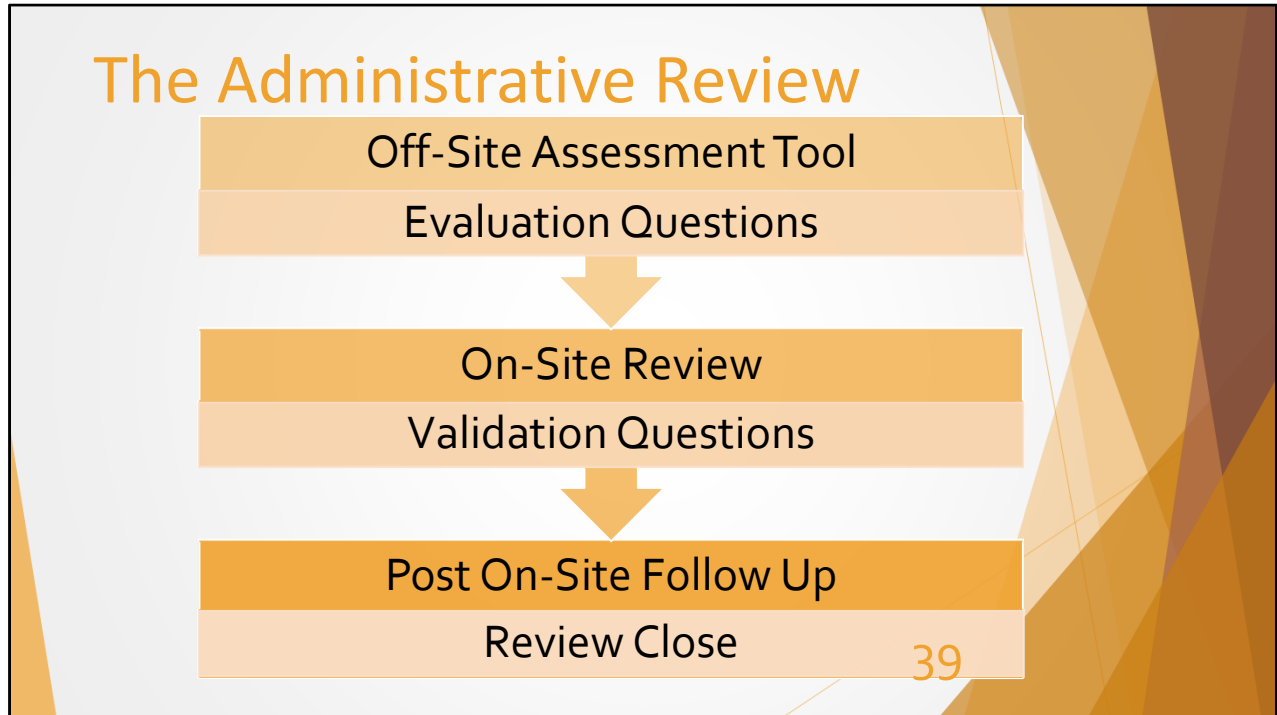 The Administrative Review
Off-Site Assessment Tool
Evaluation Questions
On-Site Review
Validation Questions
Post On-Site Follow Up
Review Close
39